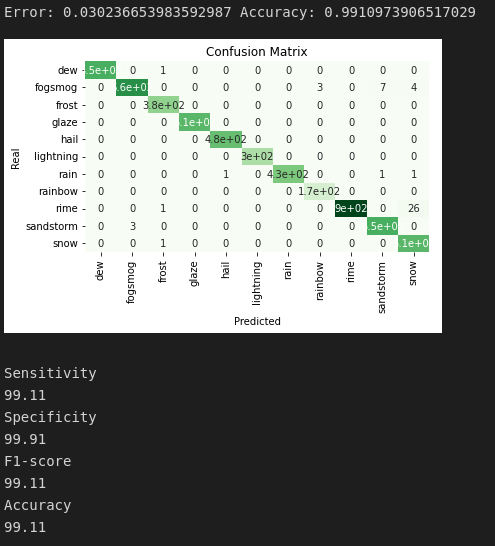 Error: 0.030236653983592987 Accuracy: 0.9910973906517029
Confusion Matrix
dew .5e+0 0 1 0 0 0 0 0 0 0 0
fogsmog 0 .6e+0 0 0 0 0 0 3 0 7 4
frost 0 0 3.8e+02 0 0 0 0 0 0 0 0
glaze 0 0 0 .1e+0 0 0 0 0 0 0 0
hail 0 0 0 0 4.8e+02 0 0 0 0 0 0
lightning 0 0 0 0 0 3e+02 0 0 0 0 0
rain 0 0 0 0 1 0 4.3e+02 0 0 1 1
rainbow 0 0 0 0 0 0 0 1.7e+02 0 0 0
rime 0 0 1 0 0 0 0 0 9e+02 0 26
sandstorm 0 3 0 0 0 0 0 0 0 .5e+0 0
snow 0 0 1 0 0 0 0 0 0 0 .1e+0
Real
dew fogsmog frost glaze hail lightning rain rainbow rime sandstorm snow
Predicted
Sensitivity
99.11
Specificity
99.91
F1-score
99.11
Accuracy
99.11